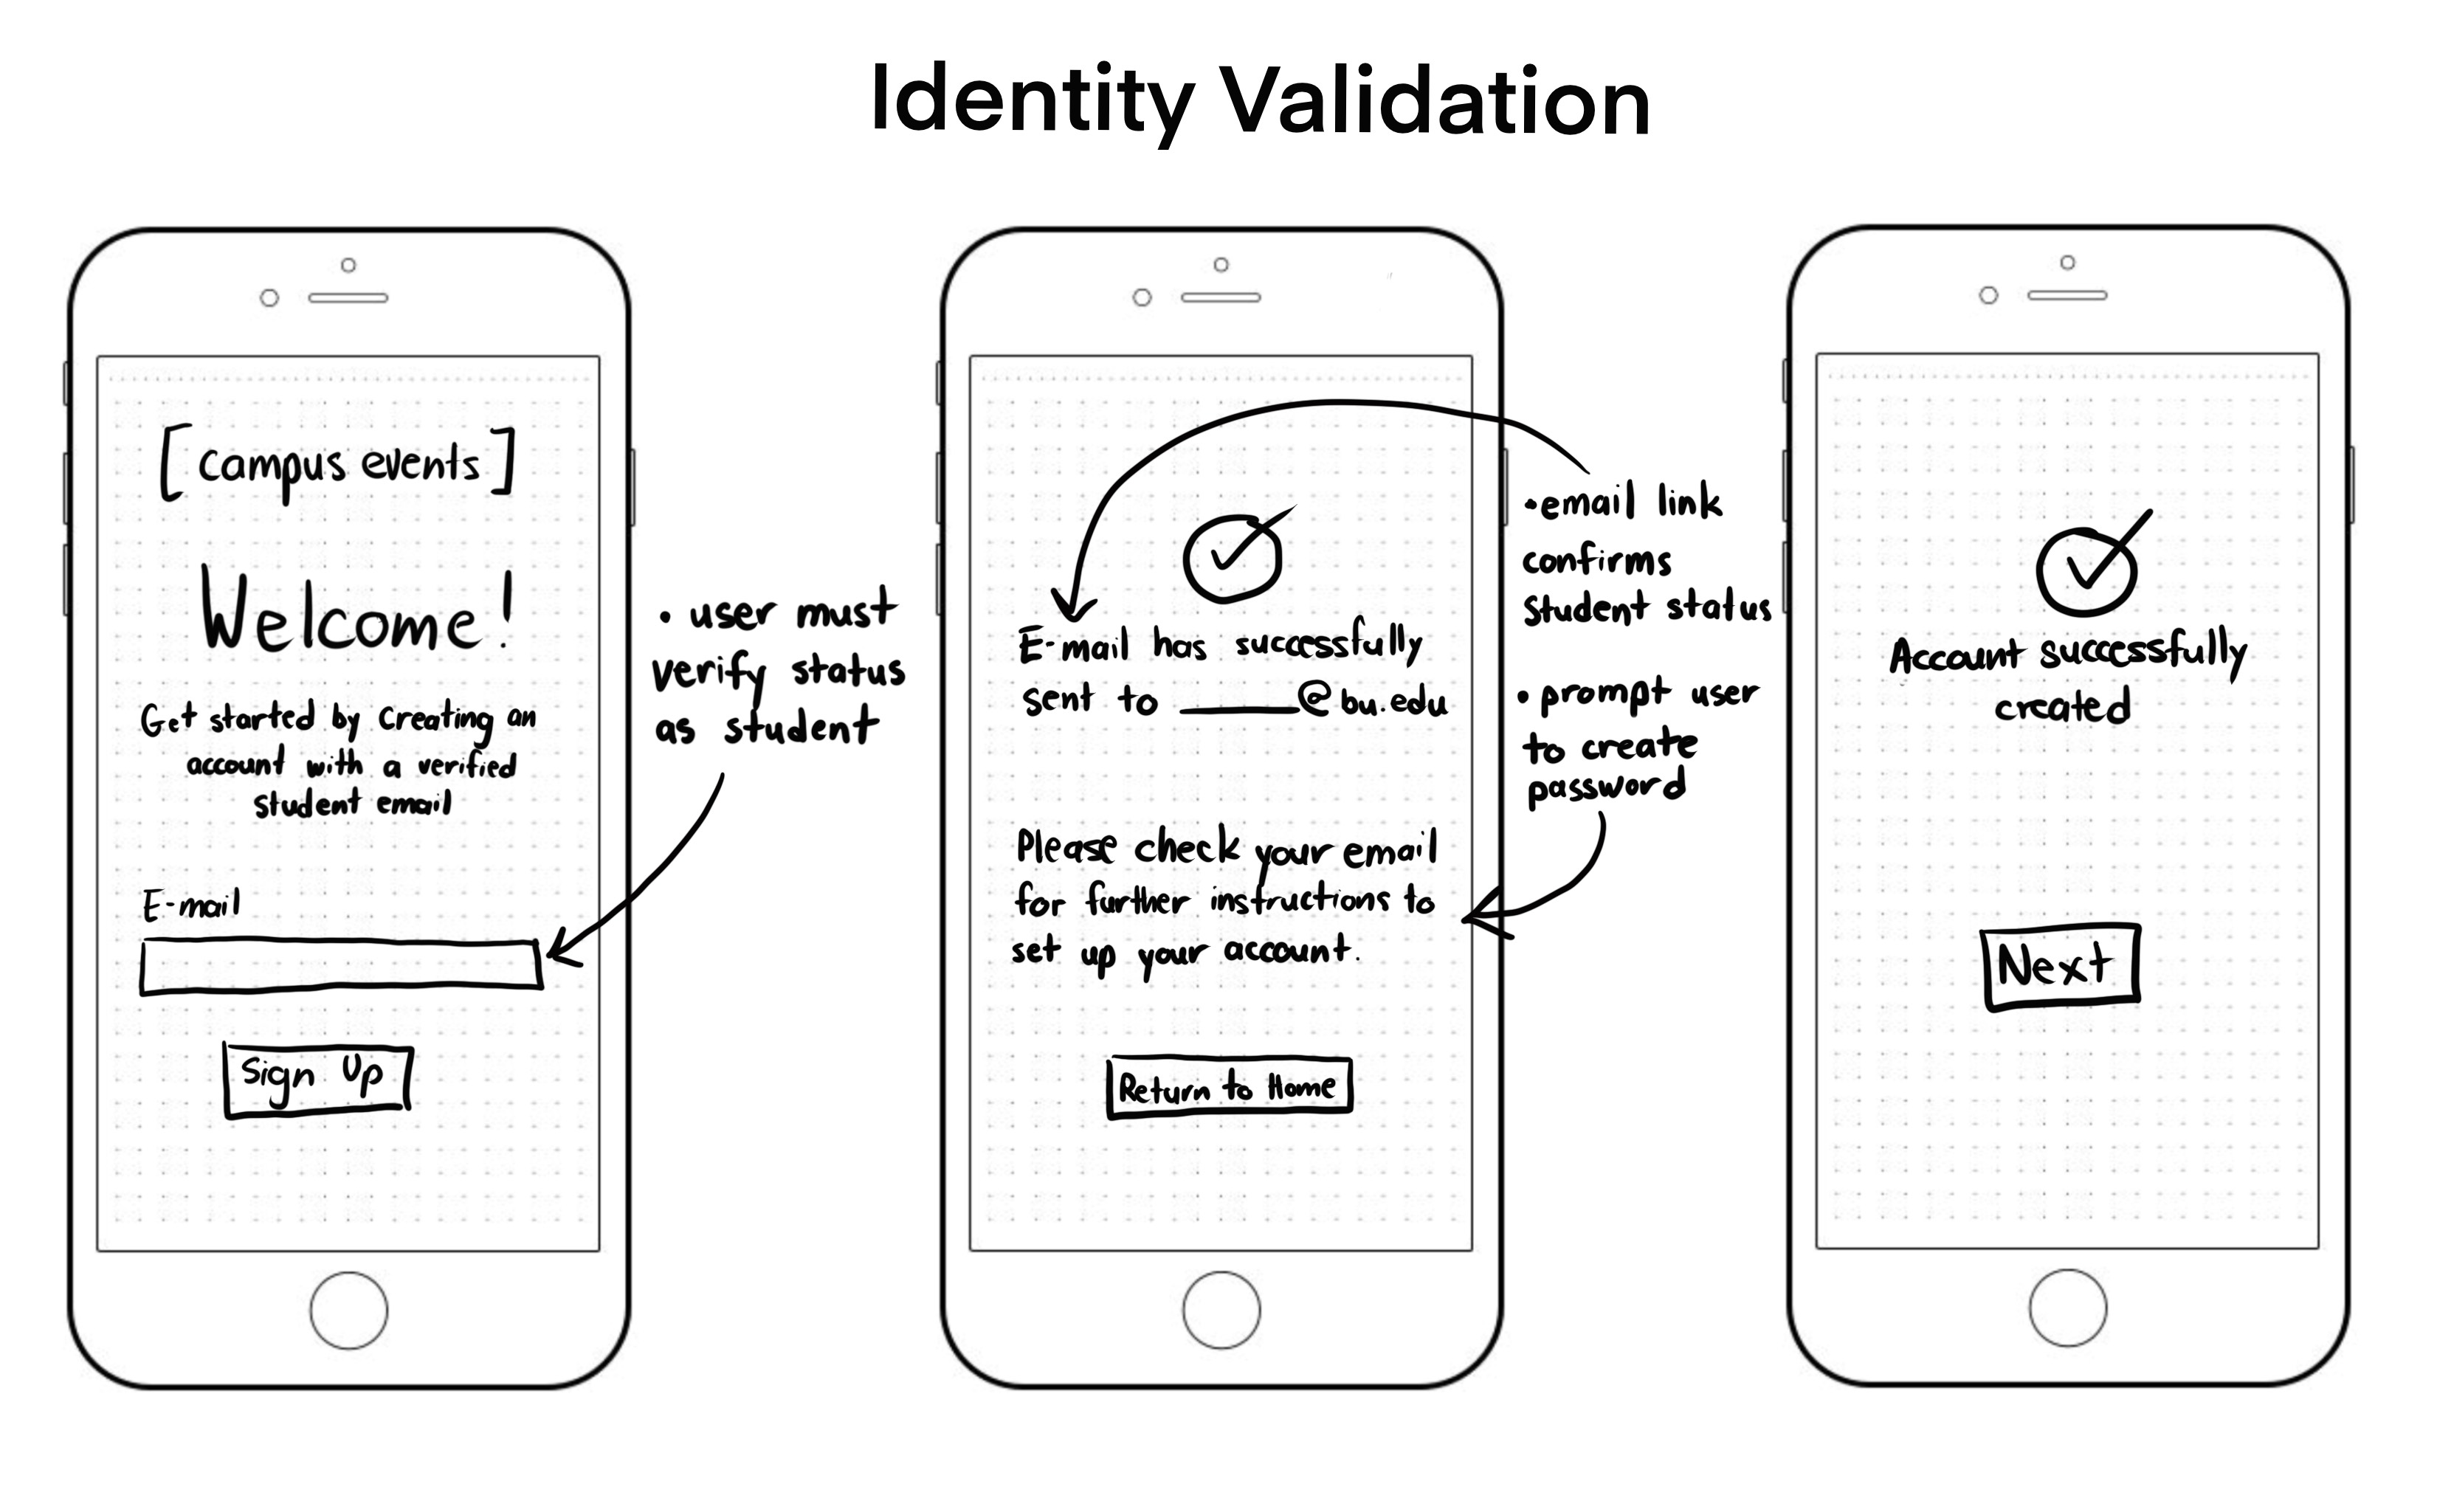 Identity Validation
[campus events]
Welcome!
Get started by creating an
account with a verified
student email
E-mail
Sign Up
• user must
verify status
as student
E-mail has successfully
sent to ______@bu.edu
Please check your email
for further instructions to
set up your account.
Return to Home
•email link
confirms
Student status
•prompt user
to create
password
Account successfully
created
Next